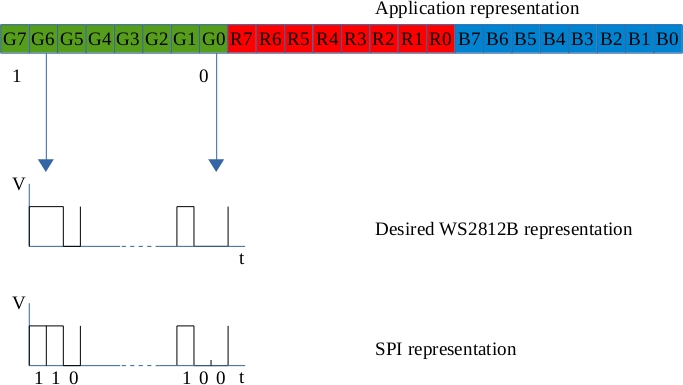 Application representation
G7 G6 G5 G4 G3 G2 G1 G0 R7 R6 R5 R4 R3 R2 R1 R0 B7 B6 B5 B4 B3 B2 B1 B0
1 0
V
Desired WS2812B representation
t
V
SPI representation
1 1 0 1 0 0 t